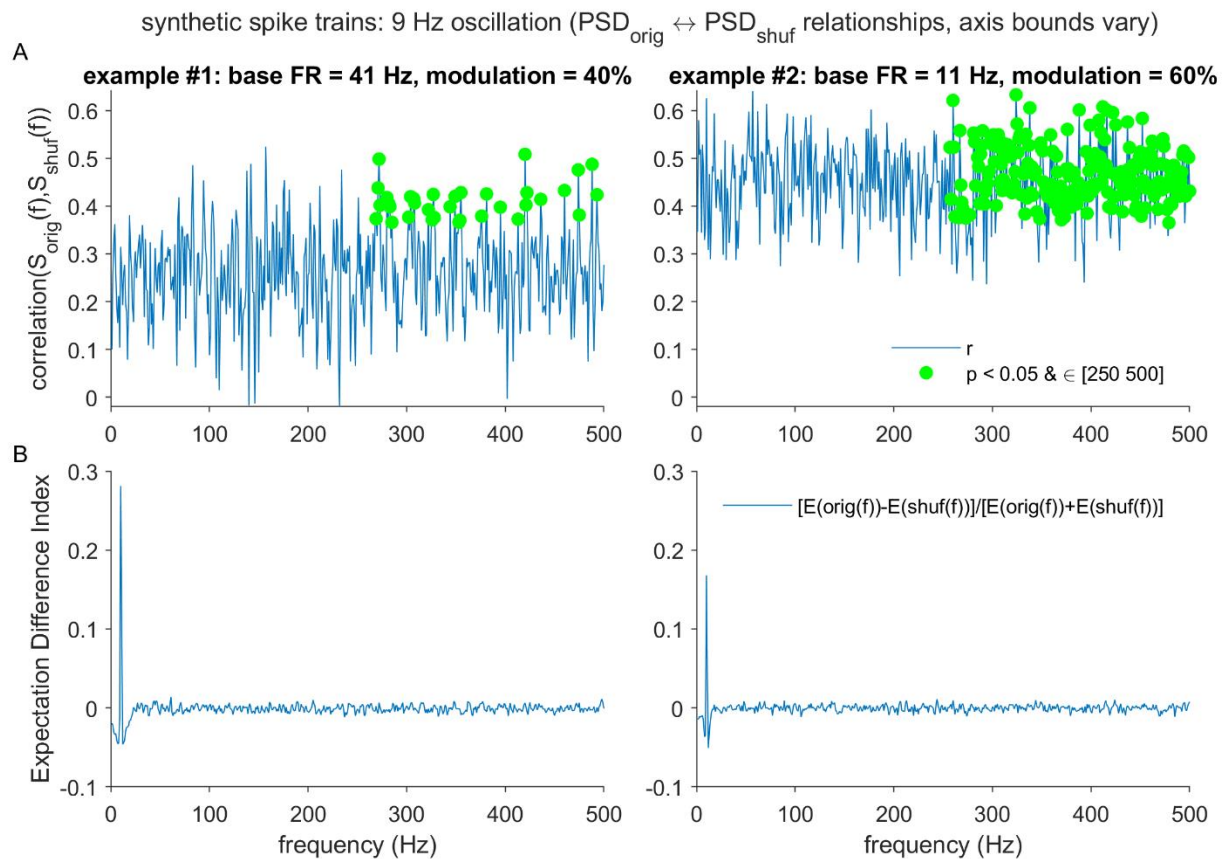 synthetic spike trains: 9 Hz oscillation (PSD_orig ↔ PSD_shuf relationships, axis bounds vary)
A
example #1: base FR = 41 Hz, modulation = 40%
example #2: base FR = 11 Hz, modulation = 60%
correlation(S_orig(f),S_shuf(f))
0.6
0.5
0.4
0.3
0.2
0.1
0
0 100 200 300 400 500
0.6
0.5
0.4
0.3
0.2
0.1
0
r
p < 0.05 & ∈ [250 500]
0 100 200 300 400 500
B
Expectation Difference Index
0.3
0.2
0.1
0
-0.1
0 100 200 300 400 500
frequency (Hz)
0.3
0.2
0.1
0
-0.1
[E(orig(f))-E(shuf(f))]/[E(orig(f))+E(shuf(f))]
0 100 200 300 400 500
frequency (Hz)